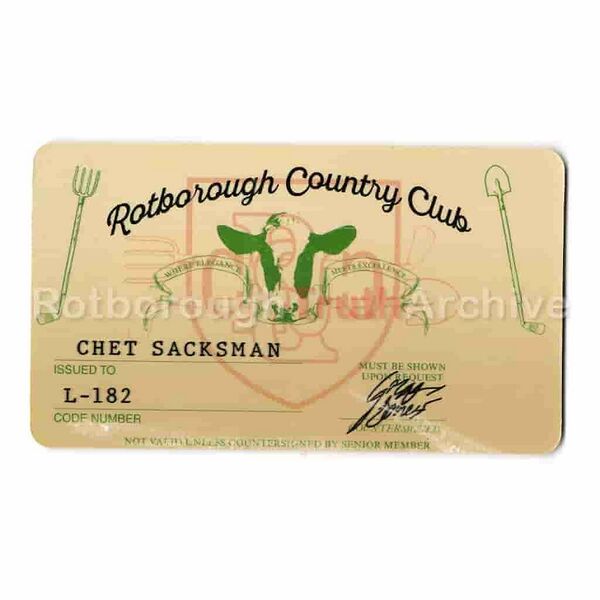 Rotborough Country Club
WHERE ELEGANCE MEETS EXCELLENCE
Rotborough Archive
CHET SACKSMAN
ISSUED TO
L-182
CODE NUMBER
MUST BE SHOWN
UPON REQUEST
COUNTERSIGNED
NOT VALID UNLESS COUNTERSIGNED BY SENIOR MEMBER